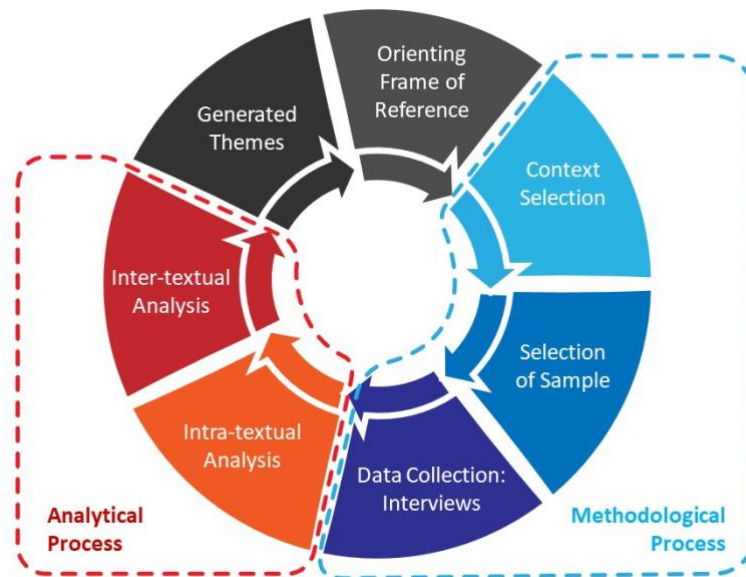 Orienting
Frame of
Reference
Context
Selection
Selection
of Sample
Data Collection:
Interviews
Intra-textual
Analysis
Inter-textual
Analysis
Generated
Themes
Analytical
Process
Methodological
Process